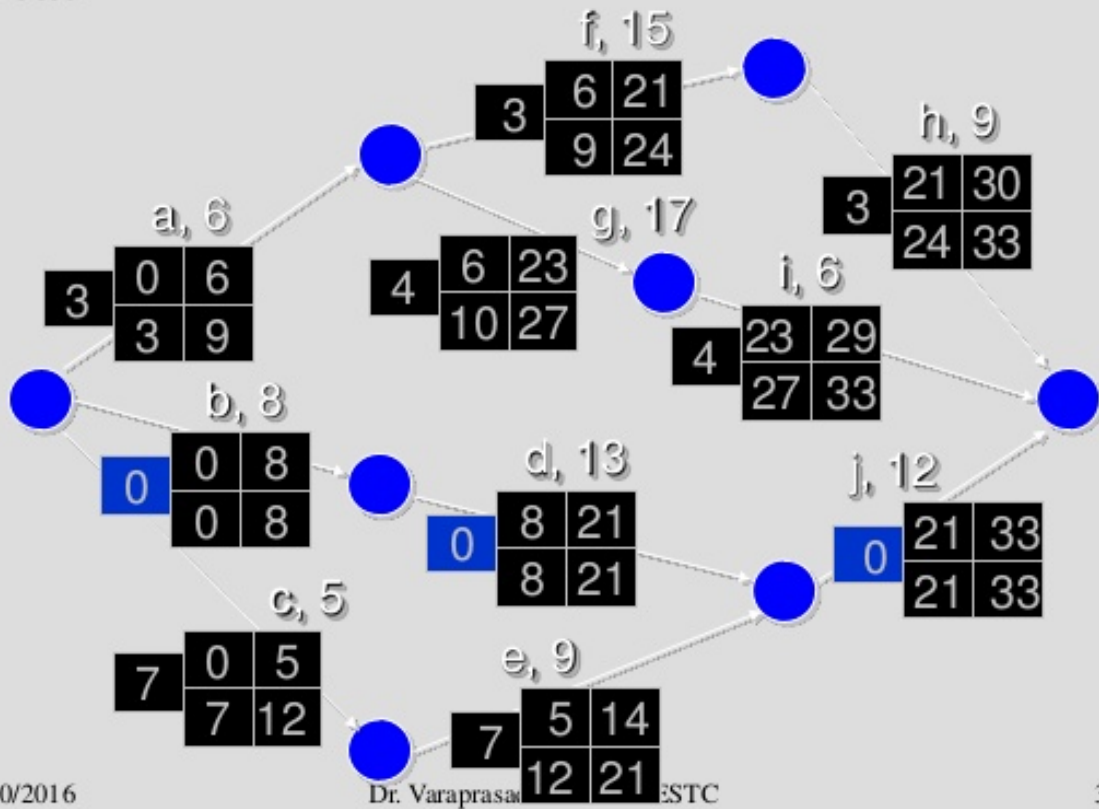 f, 15
3 6 21
9 24
h, 9
3 21 30
24 33
a, 6
3 0 6
3 9
g, 17
4 6 23
10 27
i, 6
4 23 29
27 33
b, 8
0 0 8
0 8
d, 13
0 8 21
8 21
j, 12
0 21 33
21 33
c, 5
7 0 5
7 12
e, 9
7 5 14
12 21
0/2016
Dr. Varaprasa
ESTC